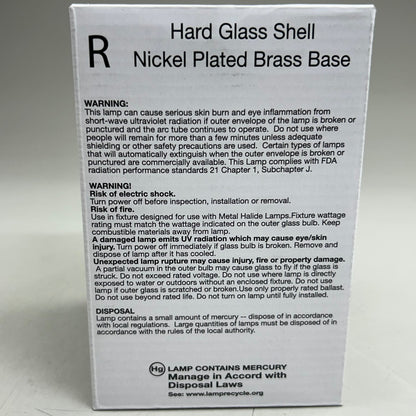 R
Hard Glass Shell
Nickel Plated Brass Base
WARNING:
This lamp can cause serious skin burn and eye inflammation from
short-wave ultraviolet radiation if outer envelope of the lamp is broken or
punctured and the arc tube continues to operate. Do not use where
people will remain for more than a few minutes unless adequate
shielding or other safety precautions are used. Certain types of lamps
that will automatically extinguish when the outer envelope is broken or
punctured are commercially available. This Lamp complies with FDA
radiation performance standards 21 Chapter 1, Subchapter J.
WARNING!
Risk of electric shock.
Turn power off before inspection, installation or removal.
Risk of fire.
Use in fixture designed for use with Metal Halide Lamps.Fixture wattage
rating must match the wattage indicated on the outer glass bulb. Keep
combustible materials away from lamp.
A damaged lamp emits UV radiation which may cause eye/skin
injury. Turn power off immediately if glass bulb is broken. Remove and
dispose of lamp after it has cooled.
Unexpected lamp rupture may cause injury, fire or property damage.
A partial vacuum in the outer bulb may cause glass to fly if the glass is
struck. Do not exceed rated voltage. Do not use where lamp is directly
exposed to water or outdoors without an enclosed fixture. Do not use
lamp if outer glass is scratched or broken.Use only properly rated ballast.
Do not use beyond rated life. Do not turn on lamp until fully installed.
DISPOSAL
Lamp contains a small amount of mercury -- dispose of in accordance
with local regulations. Large quantities of lamps must be disposed of in
accordance with the rules of the local authority.
Hg LAMP CONTAINS MERCURY
Manage in Accord with
Disposal Laws
See: www.lamprecycle.org